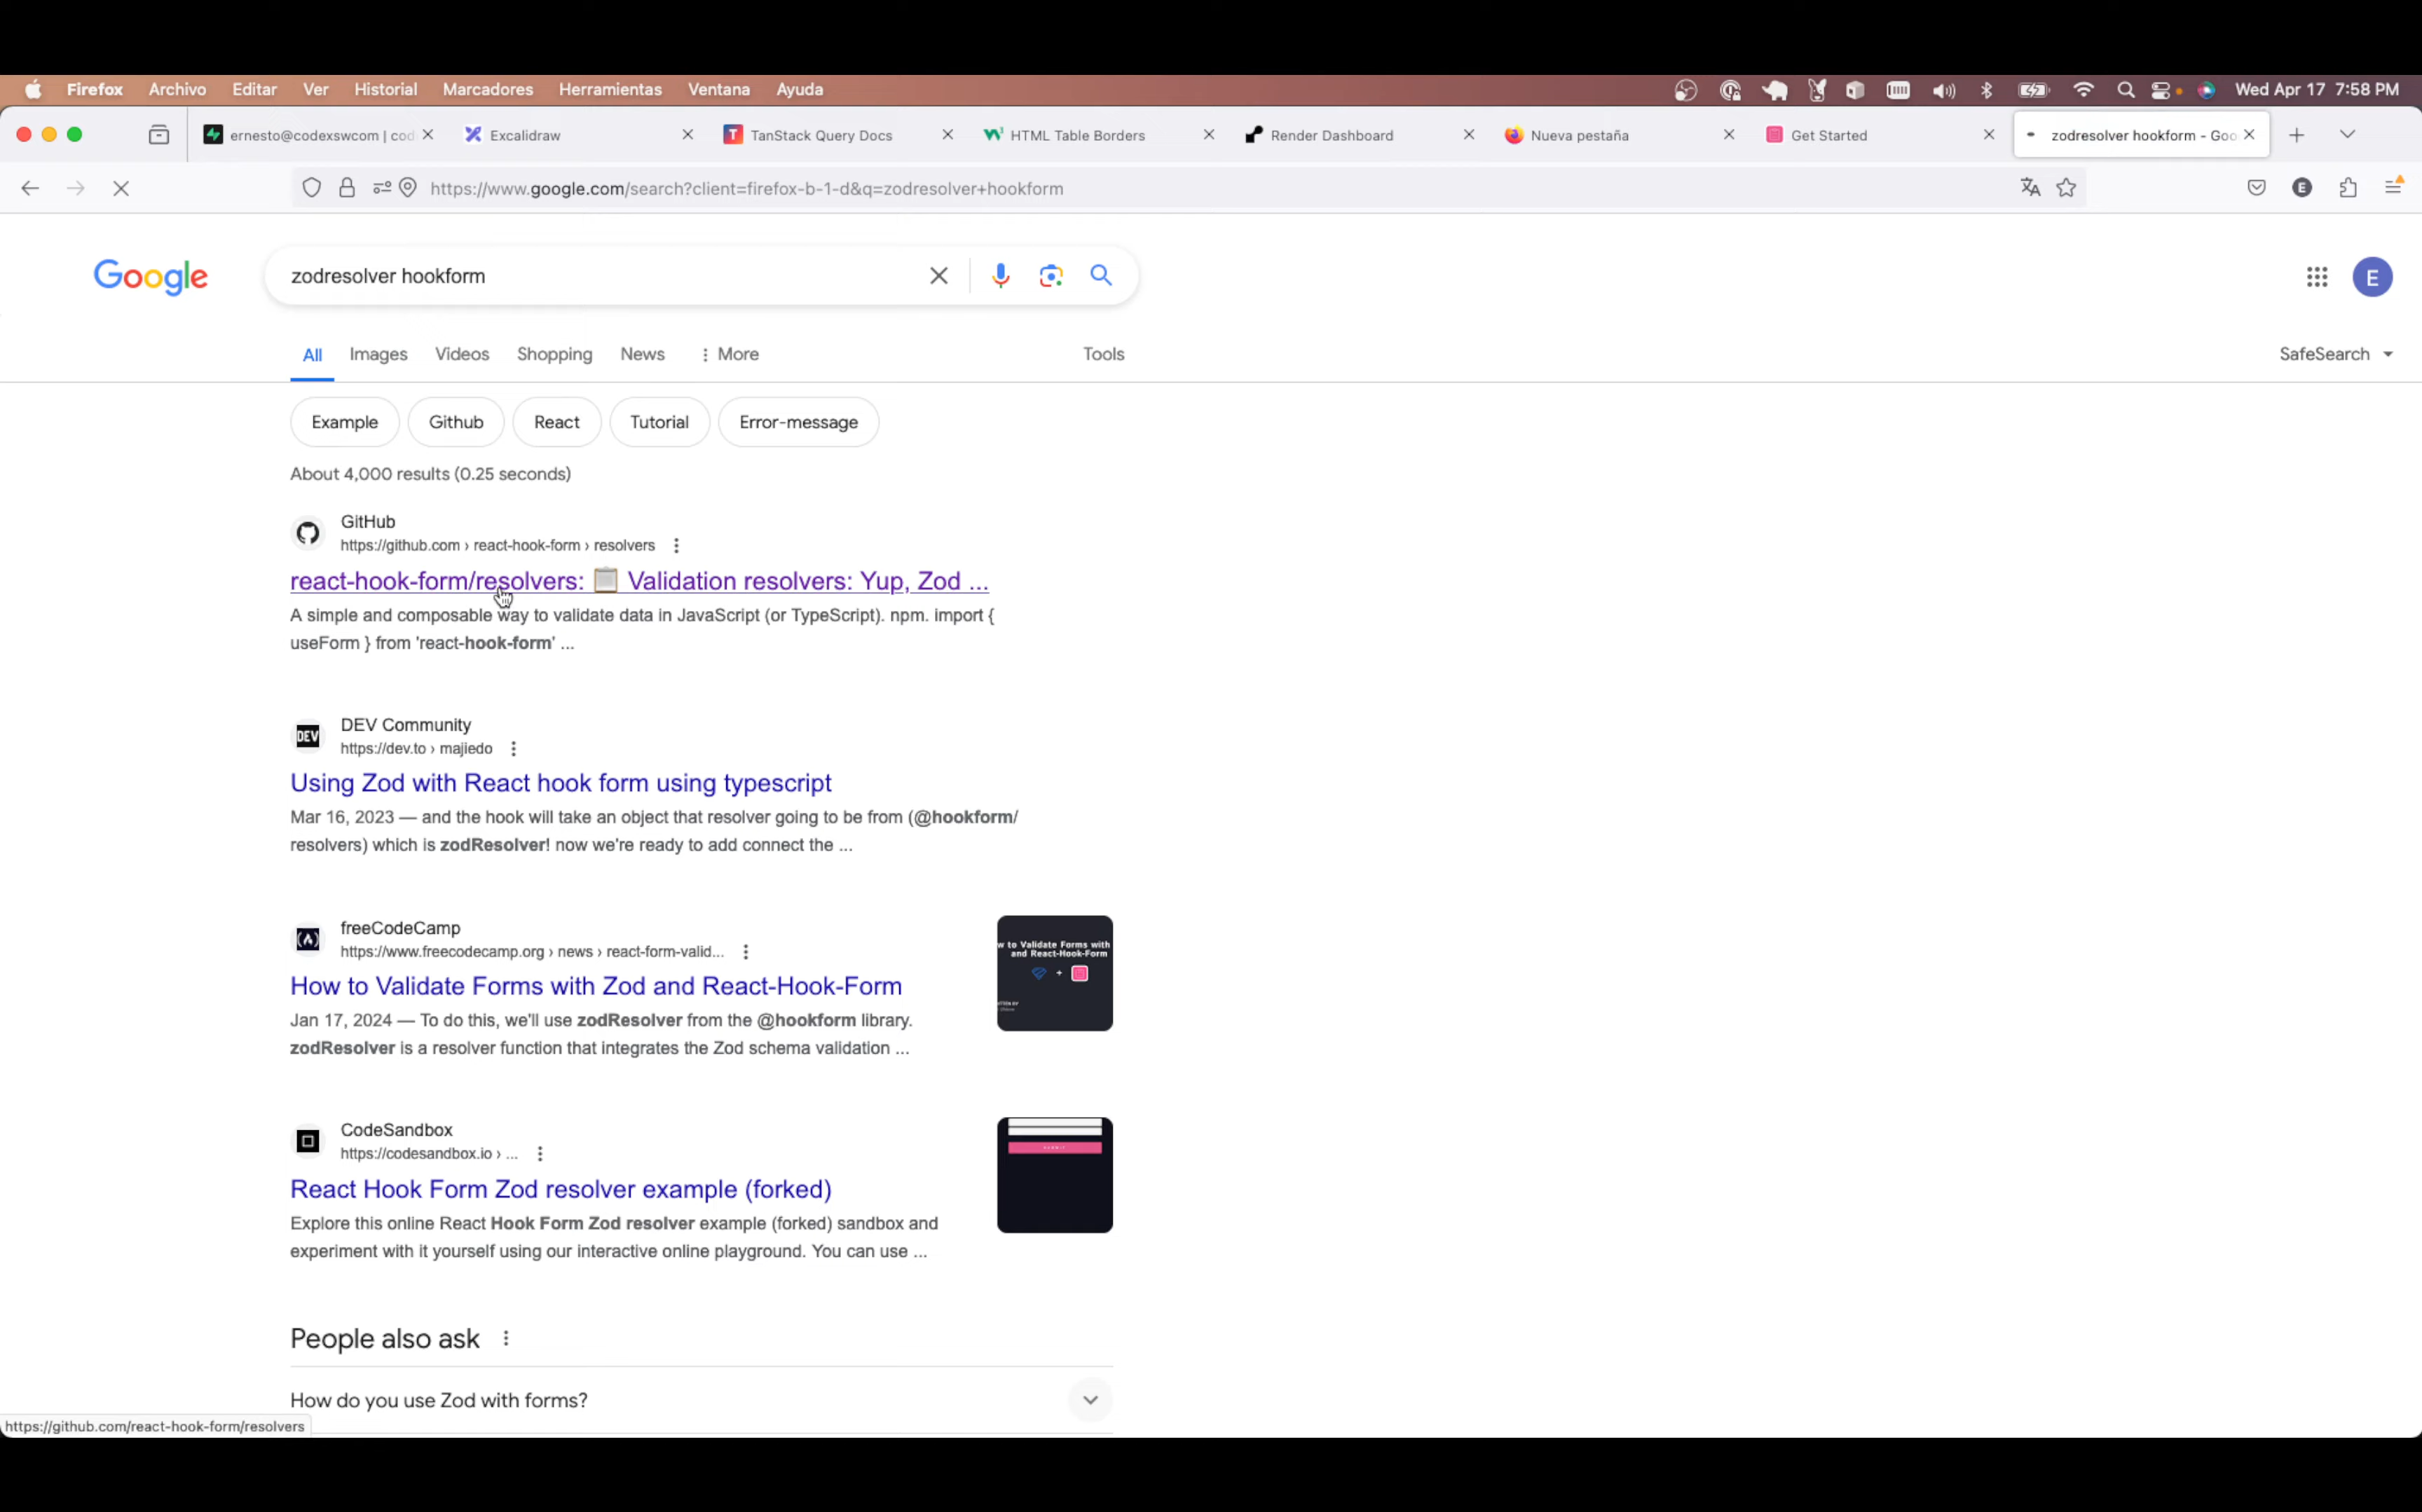 Firefox Archivo Editar Ver Historial Marcadores Herramientas Ventana Ayuda Wed Apr 17 7:58 PM
ernesto@codexswcom | cod Excalidraw TanStack Query Docs HTML Table Borders Render Dashboard Nueva pestaña Get Started zodresolver hookform - Goo
https://www.google.com/search?client=firefox-b-1-d&q=zodresolver+hookform E
Google zodresolver hookform E
All Images Videos Shopping News More Tools SafeSearch
Example Github React Tutorial Error-message
About 4,000 results (0.25 seconds)
GitHub
https://github.com › react-hook-form › resolvers
react-hook-form/resolvers: 📋 Validation resolvers: Yup, Zod ...
A simple and composable way to validate data in JavaScript (or TypeScript). npm. import {
useForm } from 'react-hook-form' ...
DEV Community
DEV
https://dev.to › majiedo
Using Zod with React hook form using typescript
Mar 16, 2023 — and the hook will take an object that resolver going to be from (@hookform/
resolvers) which is zodResolver! now we're ready to add connect the ...
freeCodeCamp
https://www.freecodecamp.org › news › react-form-valid...
How to Validate Forms with Zod and React-Hook-Form
Jan 17, 2024 — To do this, we'll use zodResolver from the @hookform library.
zodResolver is a resolver function that integrates the Zod schema validation ...
w to Validate Forms with
and React-Hook-Form
CodeSandbox
https://codesandbox.io › ...
React Hook Form Zod resolver example (forked)
Explore this online React Hook Form Zod resolver example (forked) sandbox and
experiment with it yourself using our interactive online playground. You can use ...
People also ask
How do you use Zod with forms?
https://github.com/react-hook-form/resolvers